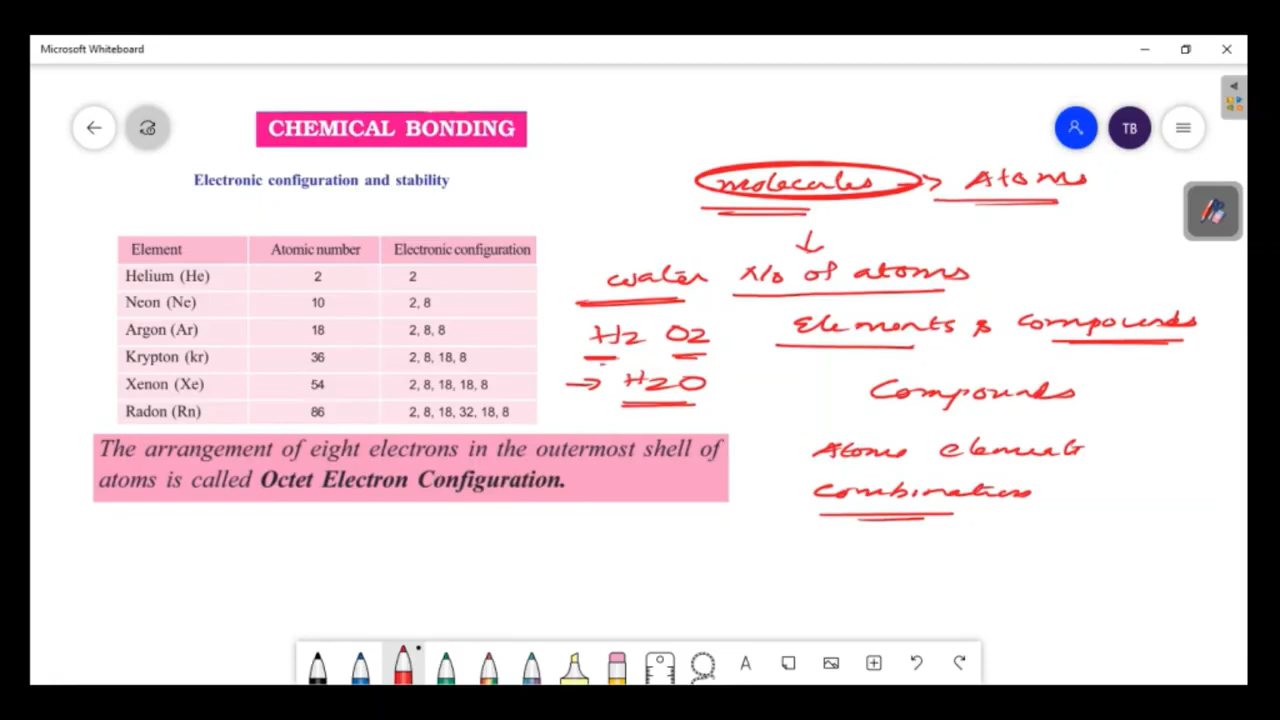 Microsoft Whiteboard
CHEMICAL BONDING
TB
Electronic configuration and stability
molecules -> Atoms
Element Atomic number Electronic configuration
Helium (He) 2 2
Neon (Ne) 10 2, 8
Argon (Ar) 18 2, 8, 8
Krypton (kr) 36 2, 8, 18, 8
Xenon (Xe) 54 2, 8, 18, 18, 8
Radon (Rn) 86 2, 8, 18, 32, 18, 8
The arrangement of eight electrons in the outermost shell of
atoms is called Octet Electron Configuration.
water
H2 O2
→ H2O
of atoms
Elements & compounds
Compounds
Atoms elements
Combination
A